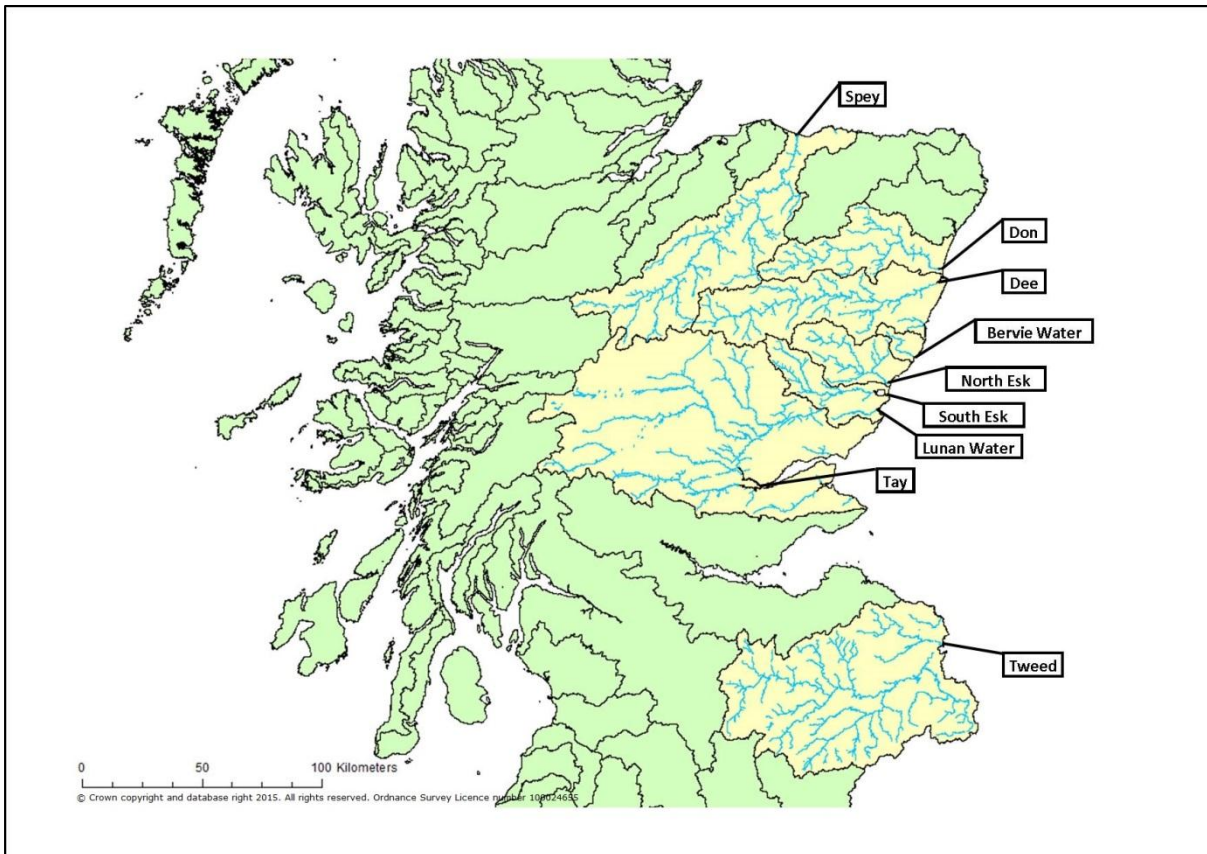 Spey
Don
Dee
Bervie Water
North Esk
South Esk
Lunan Water
Tay
Tweed
0 50 100 Kilometers
© Crown copyright and database right 2015. All rights reserved. Ordnance Survey Licence number 100024655